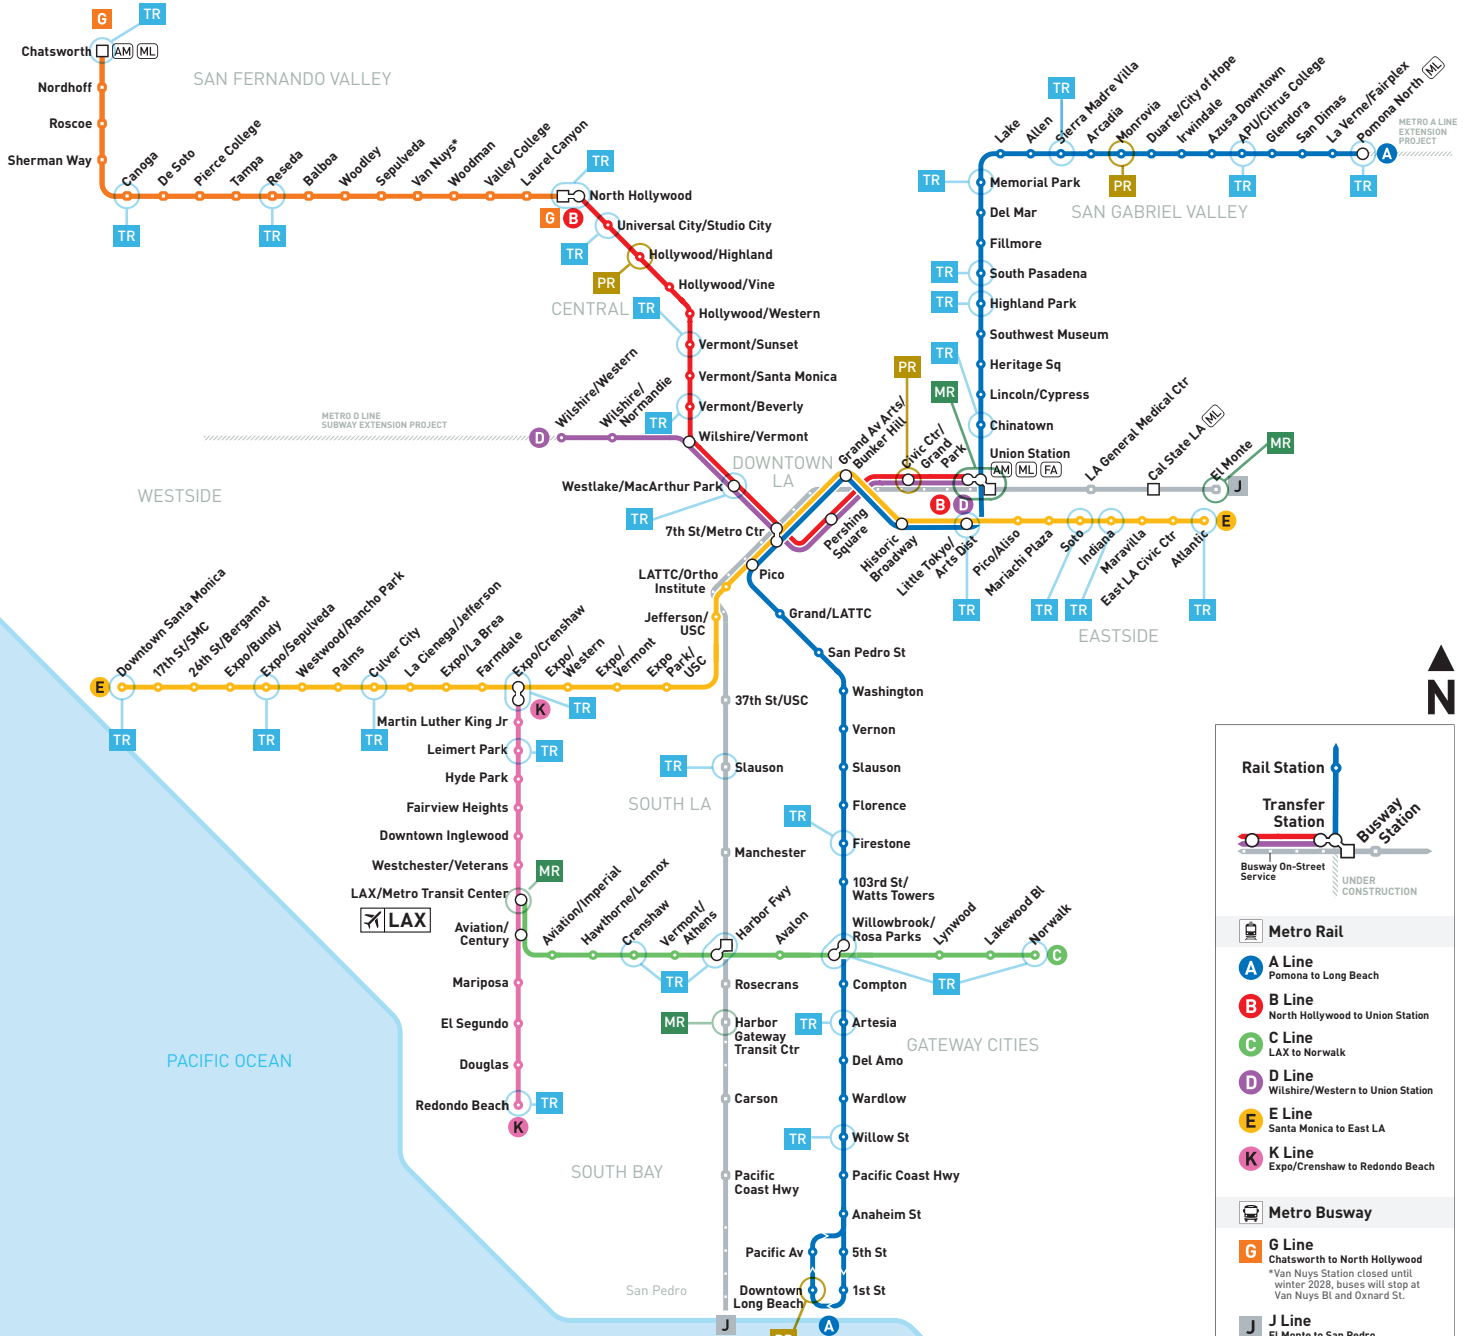 G
TR
Chatsworth
AM
ML
SAN FERNANDO VALLEY
Nordhoff
Roscoe
Sherman Way
Canoga
De Soto
Pierce College
Tampa
Reseda
Balboa
Woodley
Sepulveda
Van Nuys*
Woodman
Valley College
Laurel Canyon
TR
TR
TR
North Hollywood
G
B
Universal City/Studio City
TR
Hollywood/Highland
PR
Hollywood/Vine
CENTRAL
TR
Hollywood/Western
Vermont/Sunset
Vermont/Santa Monica
Vermont/Beverly
TR
Wilshire/Vermont
Wilshire/Western
Wilshire/
Normandie
METRO D LINE
SUBWAY EXTENSION PROJECT
D
WESTSIDE
DOWNTOWN
LA
Westlake/MacArthur Park
TR
7th St/Metro Ctr
Pershing
Square
Grand Av Arts/
Bunker Hill
Civic Ctr/
Grand
Park
PR
B
D
Historic
Broadway
Little Tokyo/
Arts Dist
TR
Lake
Allen
Sierra Madre Villa
TR
Arcadia
Monrovia
PR
Duarte/City of Hope
Irwindale
Azusa Downtown
APU/Citrus College
TR
Glendora
San Dimas
La Verne/Fairplex
Pomona North
ML
TR
A
METRO A LINE
EXTENSION
PROJECT
SAN GABRIEL VALLEY
TR
Memorial Park
Del Mar
Fillmore
TR
South Pasadena
TR
Highland Park
Southwest Museum
TR
Heritage Sq
MR
Lincoln/Cypress
Chinatown
Union Station
AM
ML
FA
LA General Medical Ctr
Cal State LA
ML
El Monte
MR
J
Pico/Aliso
Mariachi Plaza
Soto
Indiana
Maravilla
East LA Civic Ctr
Atlantic
E
TR
TR
TR
EASTSIDE
LATTC/Ortho
Institute
Pico
Jefferson/
USC
Grand/LATTC
San Pedro St
Washington
Vernon
Slauson
Florence
TR
Firestone
103rd St/
Watts Towers
Willowbrook/
Rosa Parks
E
Downtown Santa Monica
17th St/SMC
26th St/Bergamot
Expo/Bundy
Expo/Sepulveda
Westwood/Rancho Park
Palms
Culver City
La Cienega/Jefferson
Expo/La Brea
Farmdale
Expo/Crenshaw
Expo/
Western
Expo/
Vermont
Expo
Park/
USC
TR
TR
TR
TR
K
Martin Luther King Jr
Leimert Park
TR
Hyde Park
Fairview Heights
Downtown Inglewood
Westchester/Veterans
LAX/Metro Transit Center
MR
LAX
Aviation/
Century
Aviation/Imperial
Hawthorne/Lennox
Crenshaw
Vermont/
Athens
Harbor Fwy
Avalon
TR
Lynwood
Lakewood Bl
Norwalk
C
TR
Mariposa
El Segundo
Douglas
Redondo Beach
TR
K
37th St/USC
TR
Slauson
SOUTH LA
Manchester
Rosecrans
MR
Harbor
Gateway
Transit Ctr
Carson
Pacific
Coast Hwy
San Pedro
J
SOUTH BAY
PACIFIC OCEAN
Compton
TR
Artesia
GATEWAY CITIES
Del Amo
Wardlow
TR
Willow St
Pacific Coast Hwy
Anaheim St
Pacific Av
5th St
Downtown
Long Beach
1st St
A
N
Rail Station
Transfer
Station
Busway
Station
Busway On-Street
Service
UNDER
CONSTRUCTION
Metro Rail
A
A Line
Pomona to Long Beach
B
B Line
North Hollywood to Union Station
C
C Line
LAX to Norwalk
D
D Line
Wilshire/Western to Union Station
E
E Line
Santa Monica to East LA
K
K Line
Expo/Crenshaw to Redondo Beach
Metro Busway
G
G Line
Chatsworth to North Hollywood
*Van Nuys Station closed until
winter 2028, buses will stop at
Van Nuys Bl and Oxnard St.
J
J Line
El Monte to San Pedro